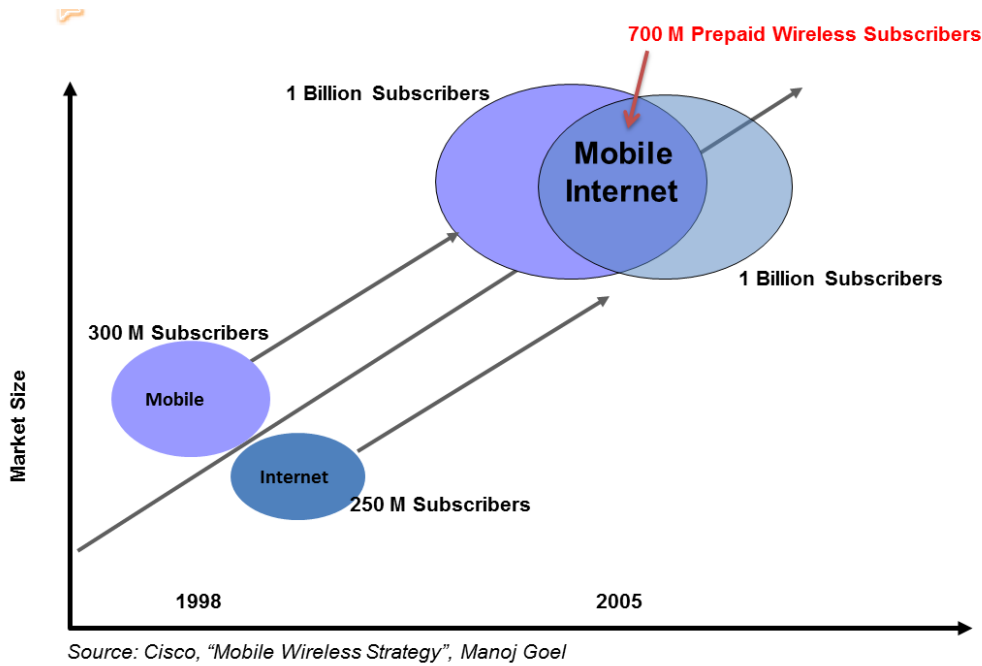 700 M Prepaid Wireless Subscribers
1 Billion Subscribers
Mobile
Internet
1 Billion Subscribers
300 M Subscribers
Mobile
Internet
250 M Subscribers
Market Size
1998
2005
Source: Cisco, “Mobile Wireless Strategy”, Manoj Goel